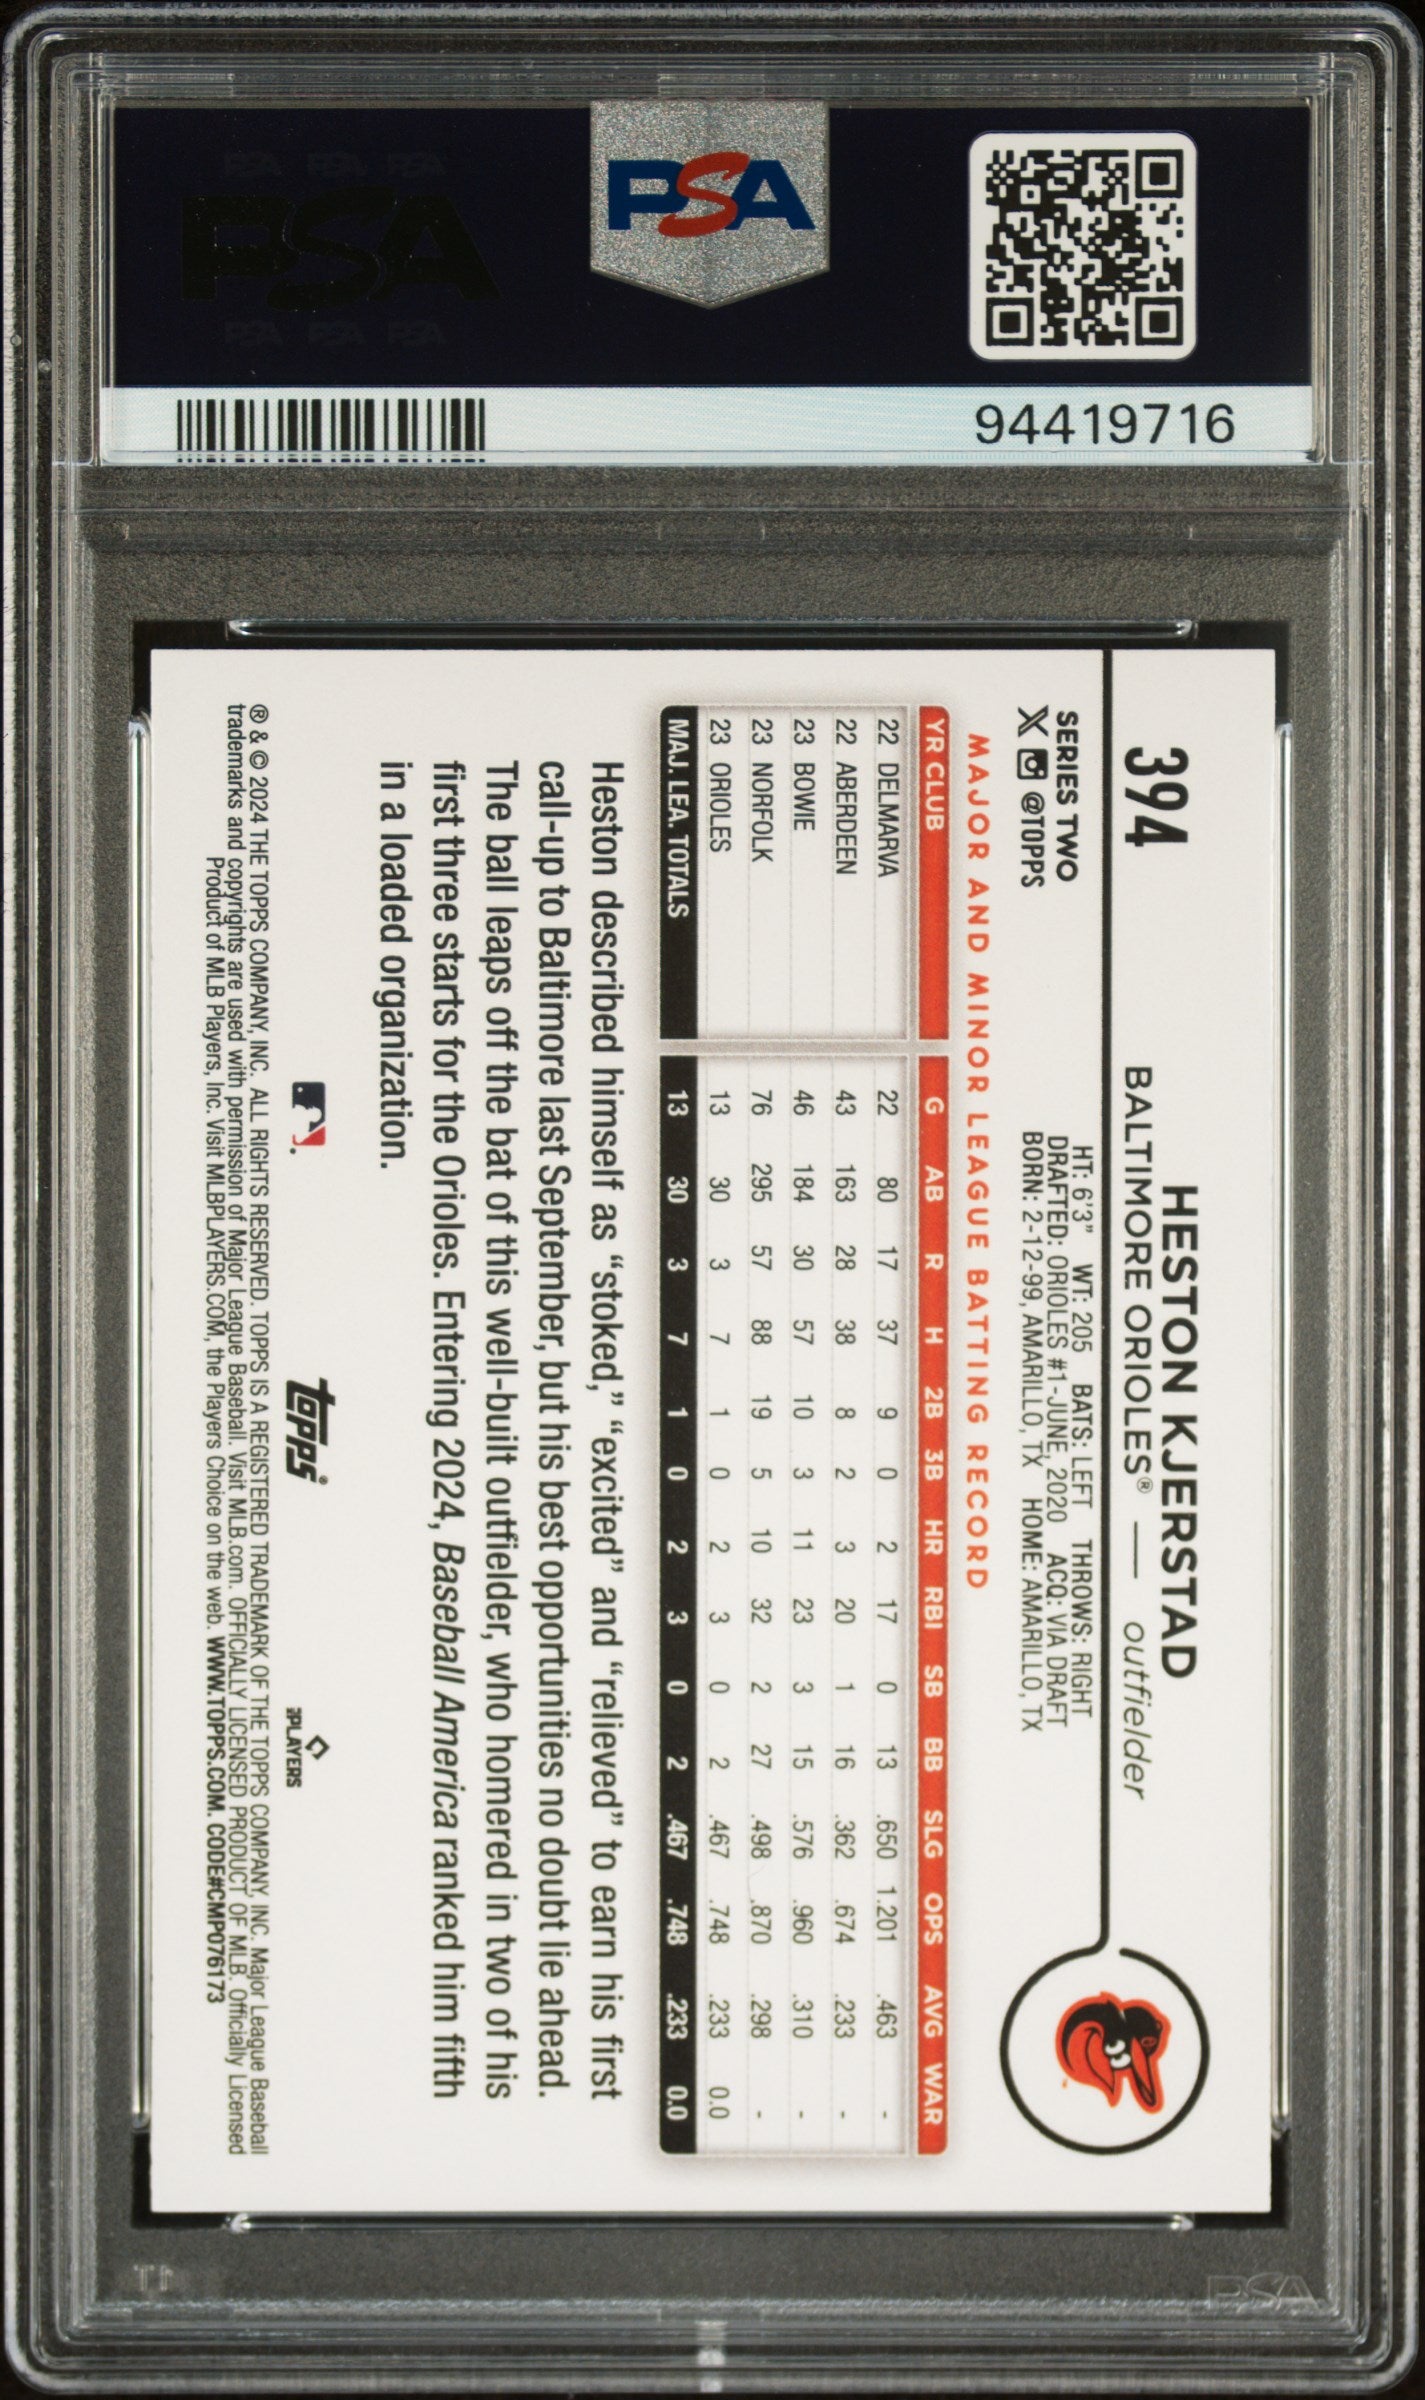 PSA
PSA PSA PSA
PSA
PSA PSA PSA
94419716
394
HESTON KJERSTAD
BALTIMORE ORIOLES® — outfielder
SERIES TWO
@TOPPS
HT: 6'3" WT: 205 BATS: LEFT THROWS: RIGHT
DRAFTED: ORIOLES #1-JUNE, 2020 ACQ: VIA DRAFT
BORN: 2-12-99, AMARILLO, TX HOME: AMARILLO, TX
MAJOR AND MINOR LEAGUE BATTING RECORD
YR CLUB G AB R H 2B 3B HR RBI SB BB SLG OPS AVG WAR
22 DELMARVA 22 80 17 37 9 0 2 17 0 13 .650 1.201 .463 -
22 ABERDEEN 43 163 28 38 8 2 3 20 1 16 .362 .674 .233 -
23 BOWIE 46 184 30 57 10 3 11 23 3 15 .576 .960 .310 -
23 NORFOLK 76 295 57 88 19 5 10 32 2 27 .498 .870 .298 -
23 ORIOLES 13 30 3 7 1 0 2 3 0 2 .467 .748 .233 0.0
MAJ. LEA. TOTALS 13 30 3 7 1 0 2 3 0 2 .467 .748 .233 0.0
Heston described himself as “stoked,” “excited” and “relieved” to earn his first
call-up to Baltimore last September, but his best opportunities no doubt lie ahead.
The ball leaps off the bat of this well-built outfielder, who homered in two of his
first three starts for the Orioles. Entering 2024, Baseball America ranked him fifth
in a loaded organization.
topps®
PLAYERS
® & © 2024 THE TOPPS COMPANY, INC. ALL RIGHTS RESERVED. TOPPS IS A REGISTERED TRADEMARK OF THE TOPPS COMPANY, INC. Major League Baseball
trademarks and copyrights are used with permission of Major League Baseball. Visit MLB.com. OFFICIALLY LICENSED PRODUCT OF MLB. Officially Licensed
Product of MLB Players, Inc. Visit MLBPLAYERS.COM, the Players Choice on the web. WWW.TOPPS.COM. CODE#CMP076173
PSA